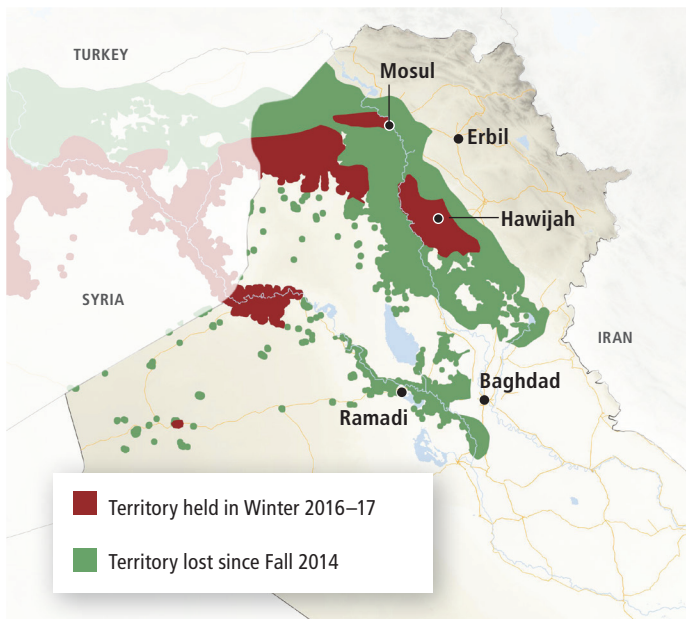 TURKEY
Mosul
Erbil
Hawijah
SYRIA
IRAN
Baghdad
Ramadi
Territory held in Winter 2016–17
Territory lost since Fall 2014